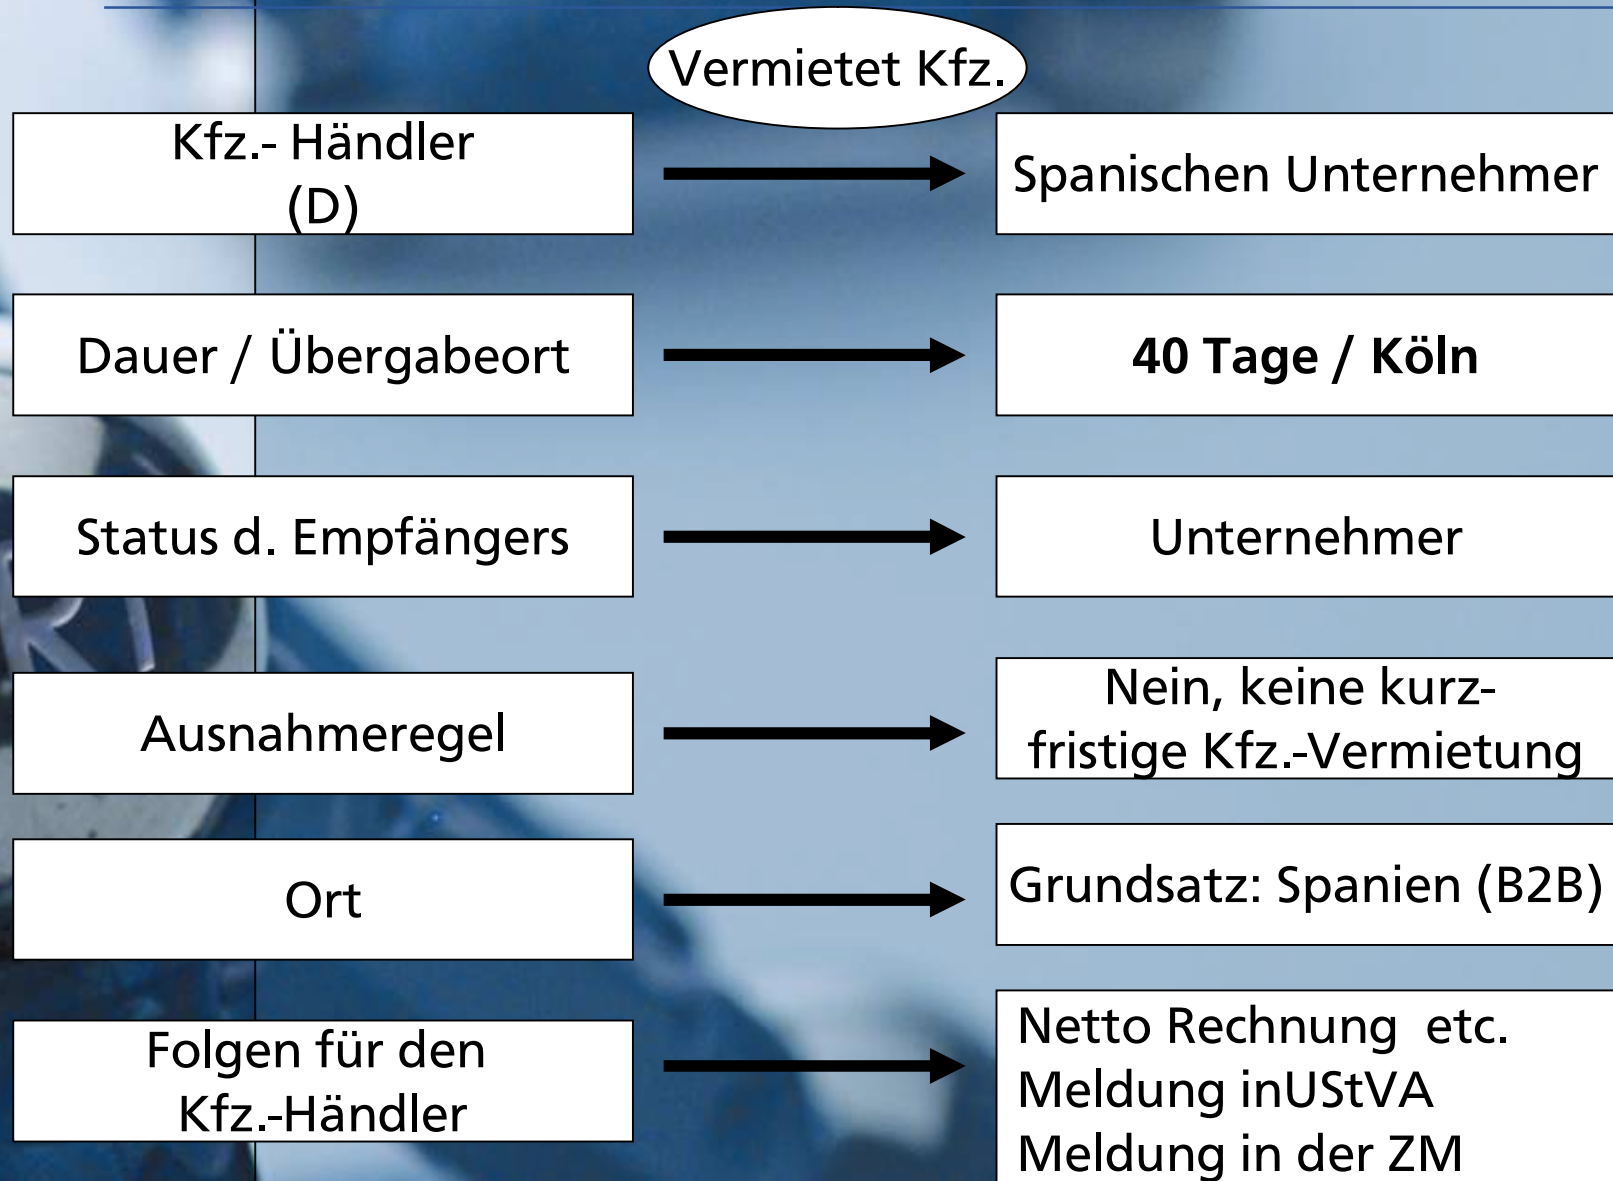 Vermietet Kfz.
Kfz.- Händler
(D)
Spanischen Unternehmer
Dauer / Übergabeort
40 Tage / Köln
Status d. Empfängers
Unternehmer
Ausnahmeregel
Nein, keine kurz-
fristige Kfz.-Vermietung
Ort
Grundsatz: Spanien (B2B)
Folgen für den
Kfz.-Händler
Netto Rechnung  etc.
Meldung inUStVA
Meldung in der ZM